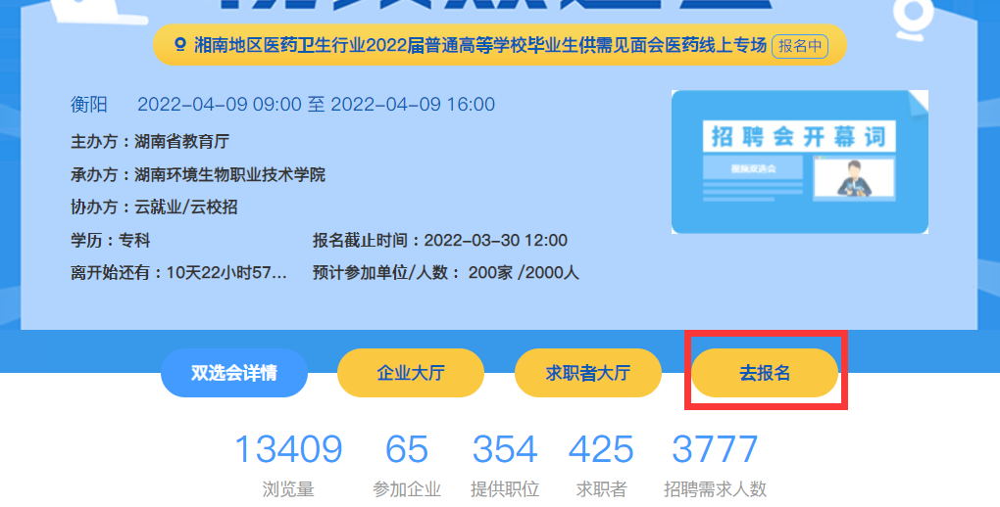 湘南地区医药卫生行业2022届普通高等学校毕业生供需见面会医药线上专场 报名中
衡阳 2022-04-09 09:00 至 2022-04-09 16:00
招聘会开幕词
视频双选会
主办方：湖南省教育厅
承办方：湖南环境生物职业技术学院
协办方：云就业/云校招
学历：专科 报名截止时间：2022-03-30 12:00
离开始还有：10天22小时57... 预计参加单位/人数： 200家 /2000人
双选会详情 企业大厅 求职者大厅 去报名
13409 65 354 425 3777
浏览量 参加企业 提供职位 求职者 招聘需求人数